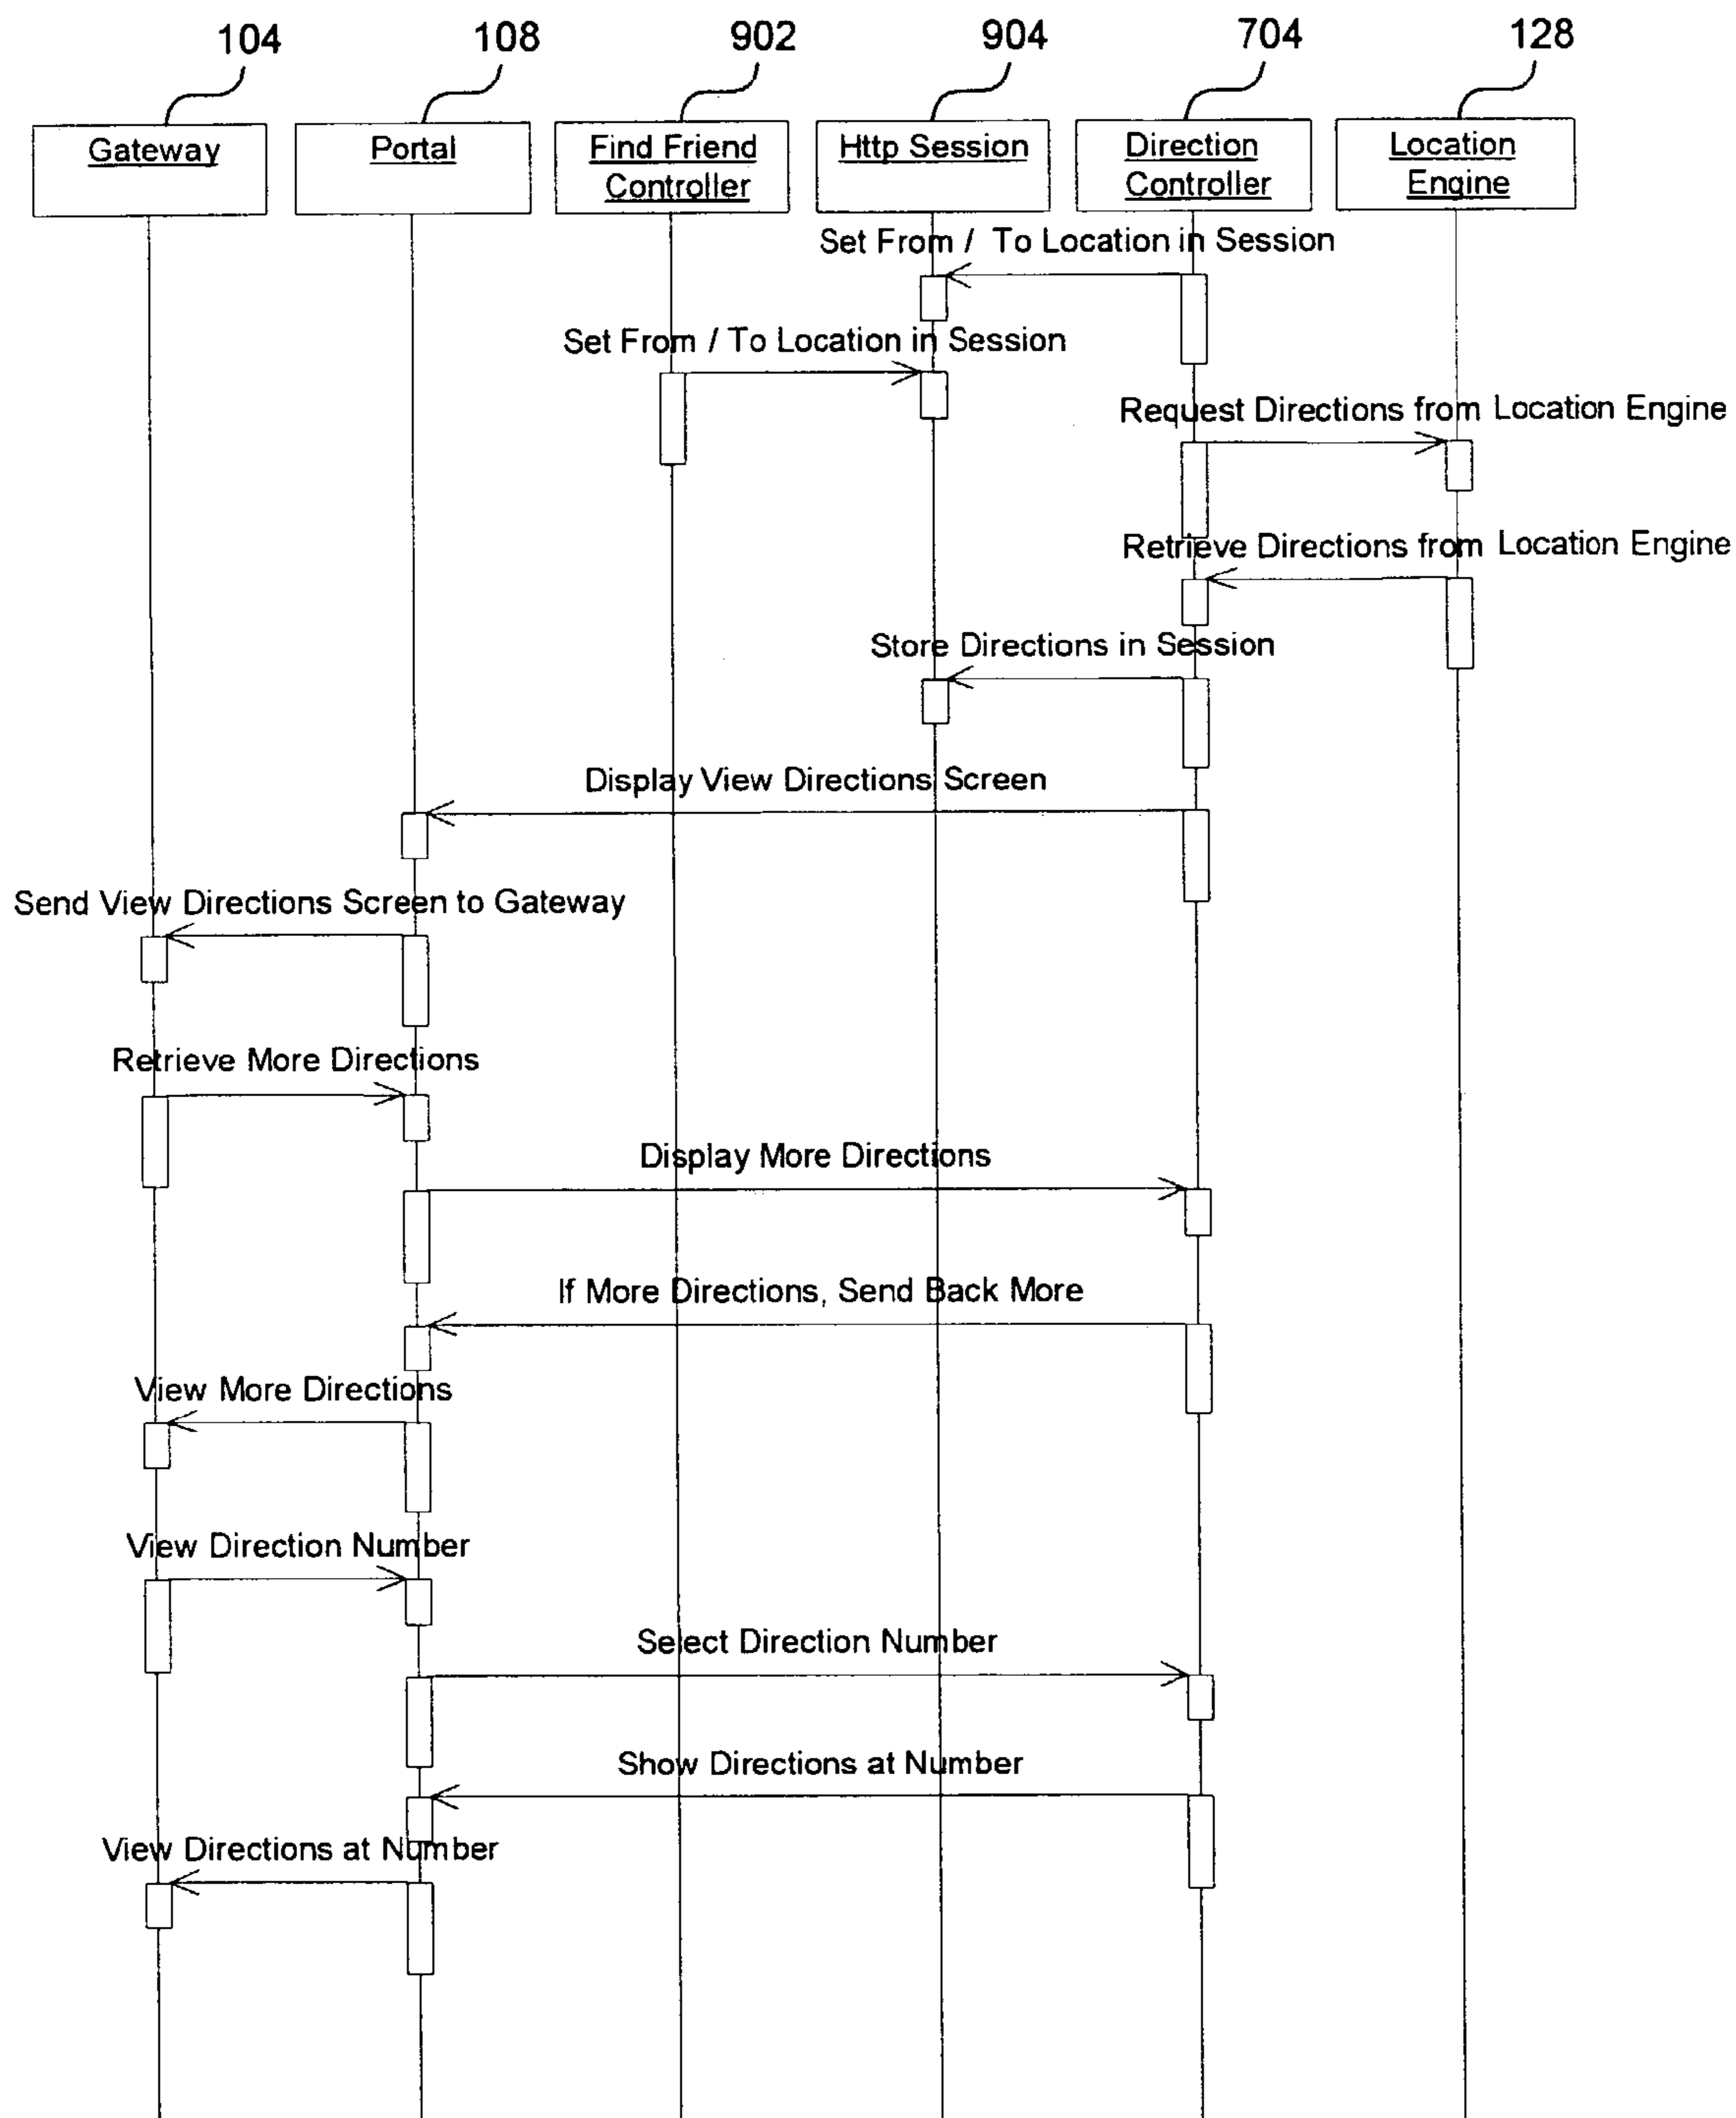 104
108
902
904
704
128
Gateway
Portal
Find Friend
Controller
Http Session
Direction
Controller
Location
Engine
Set From / To Location in Session
Set From / To Location in Session
Request Directions from Location Engine
Retrieve Directions from Location Engine
Store Directions in Session
Display View Directions Screen
Send View Directions Screen to Gateway
Retrieve More Directions
Display More Directions
If More Directions, Send Back More
View More Directions
View Direction Number
Select Direction Number
Show Directions at Number
View Directions at Number